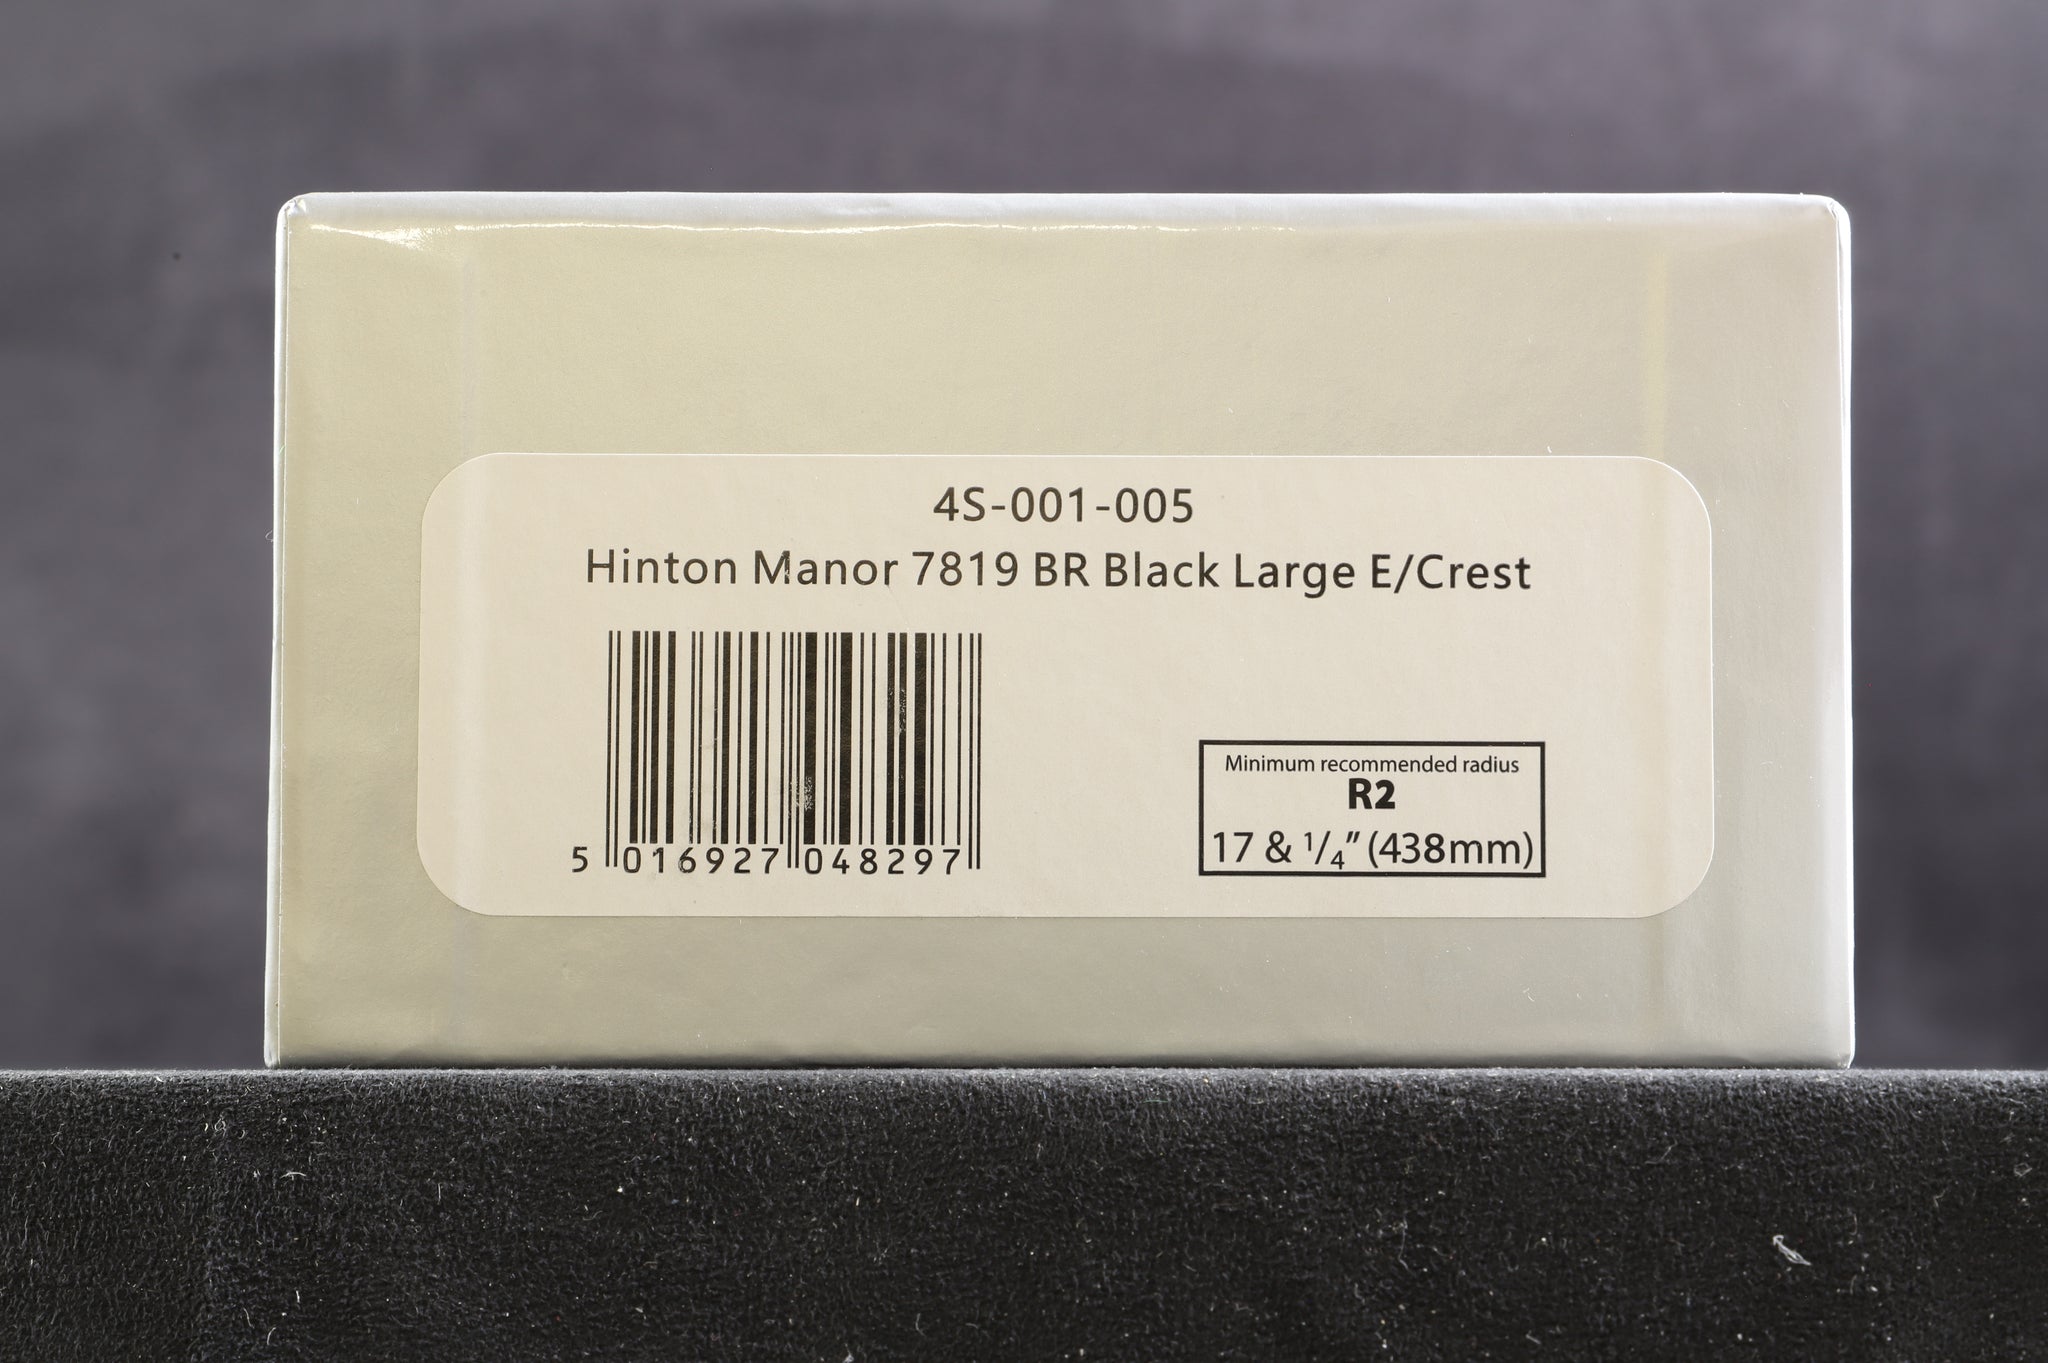 4S-001-005
Hinton Manor 7819 BR Black Large E/Crest
5 016927 048297
Minimum recommended radius
R2
17 & 1/4" (438mm)